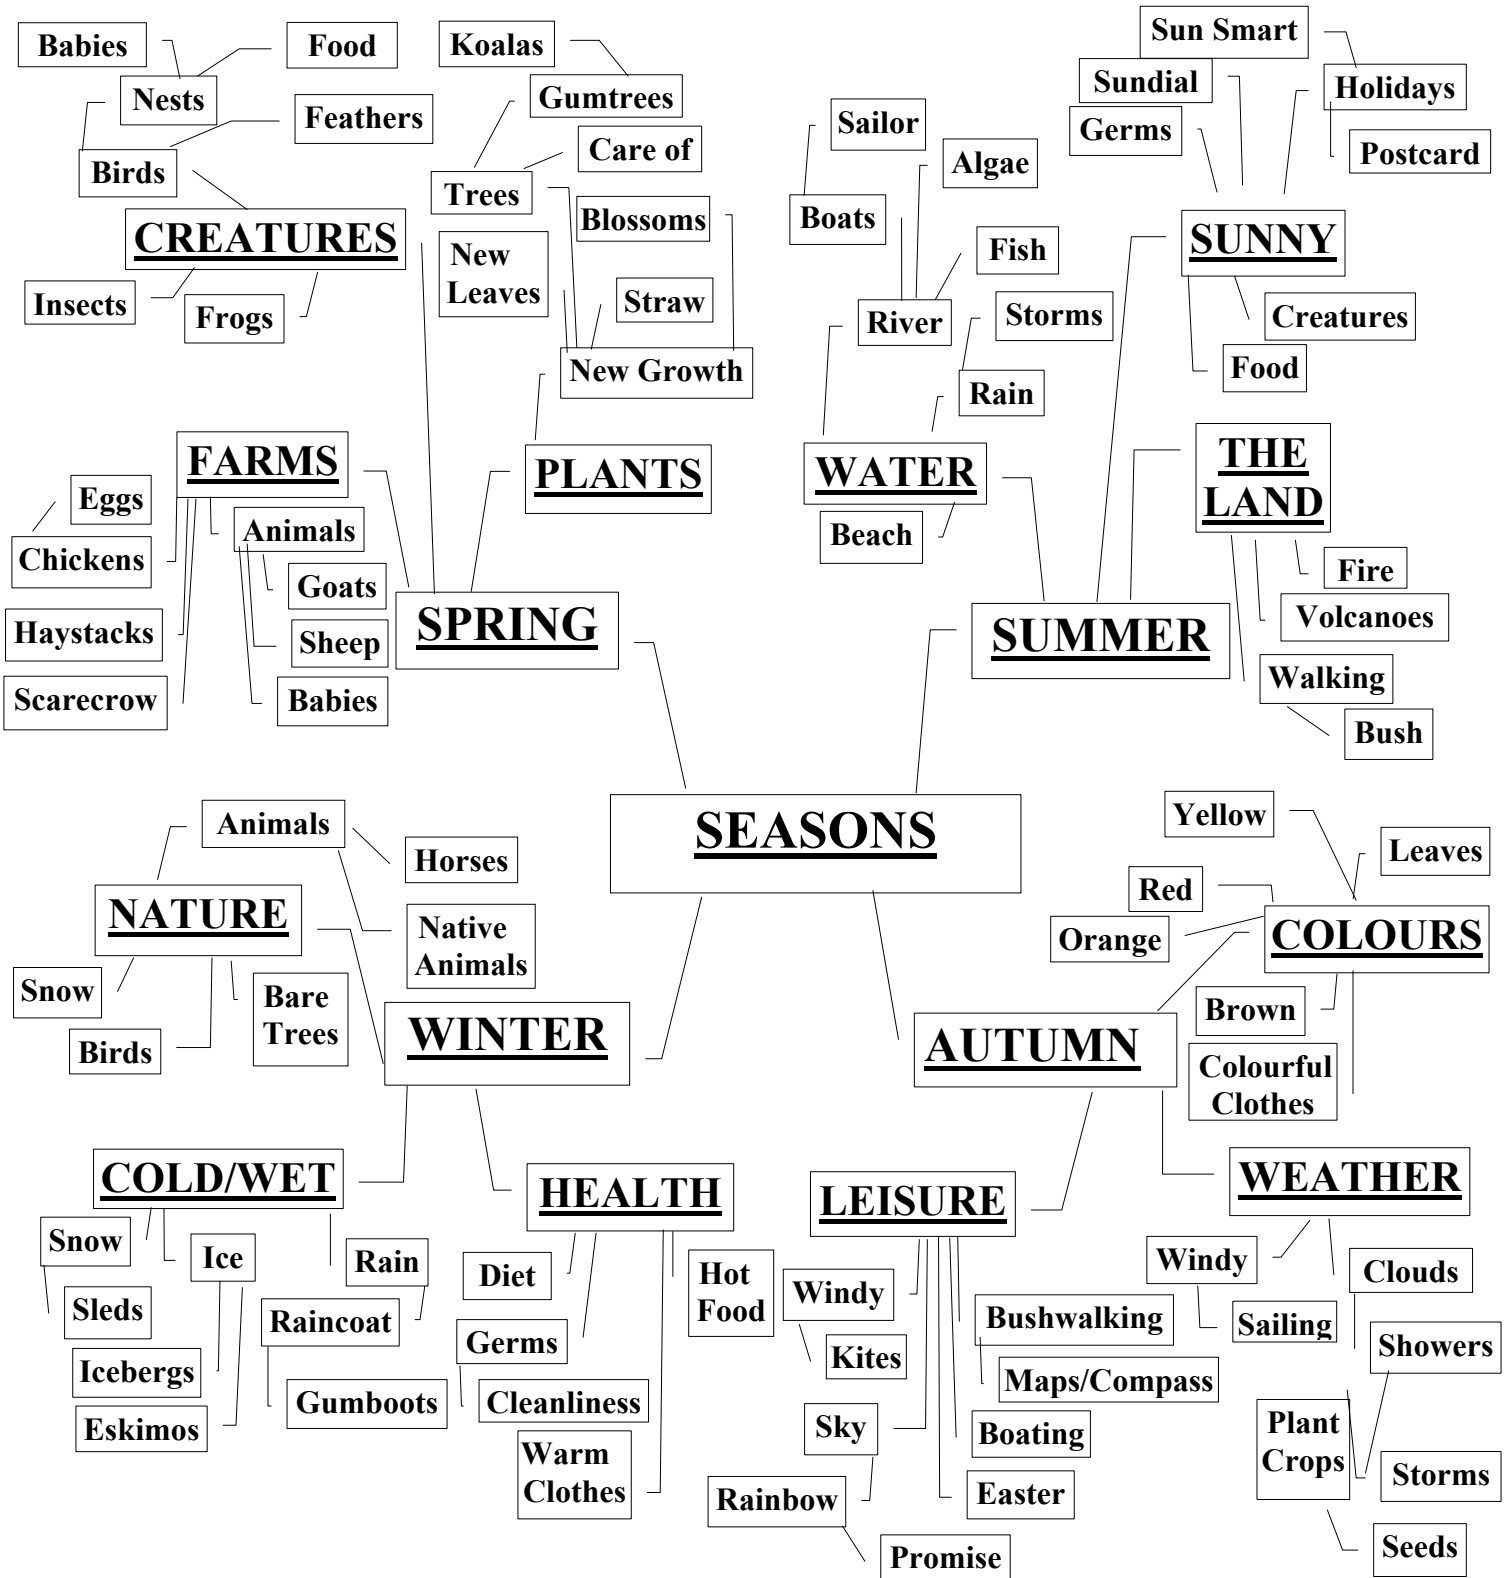 Babies
Food
Nests
Feathers
Birds
CREATURES
Insects
Frogs
Koalas
Gumtrees
Care of
Trees
Blossoms
New
Leaves
Straw
New Growth
PLANTS
FARMS
Eggs
Chickens
Animals
Goats
Haystacks
Sheep
Scarecrow
Babies
SPRING
Sun Smart
Sundial
Holidays
Germs
Postcard
SUNNY
Creatures
Food
Sailor
Algae
Boats
Fish
River
Storms
Rain
WATER
Beach
THE
LAND
Fire
Volcanoes
Walking
Bush
SUMMER
SEASONS
Animals
Horses
NATURE
Native
Animals
Snow
Bare
Trees
Birds
WINTER
COLD/WET
Snow
Ice
Rain
Sleds
Raincoat
Icebergs
Gumboots
Eskimos
HEALTH
Diet
Hot
Food
Germs
Cleanliness
Warm
Clothes
Yellow
Leaves
Red
Orange
COLOURS
Brown
Colourful
Clothes
AUTUMN
LEISURE
Windy
Bushwalking
Kites
Maps/Compass
Sky
Boating
Rainbow
Easter
Promise
WEATHER
Windy
Clouds
Sailing
Showers
Plant
Crops
Storms
Seeds